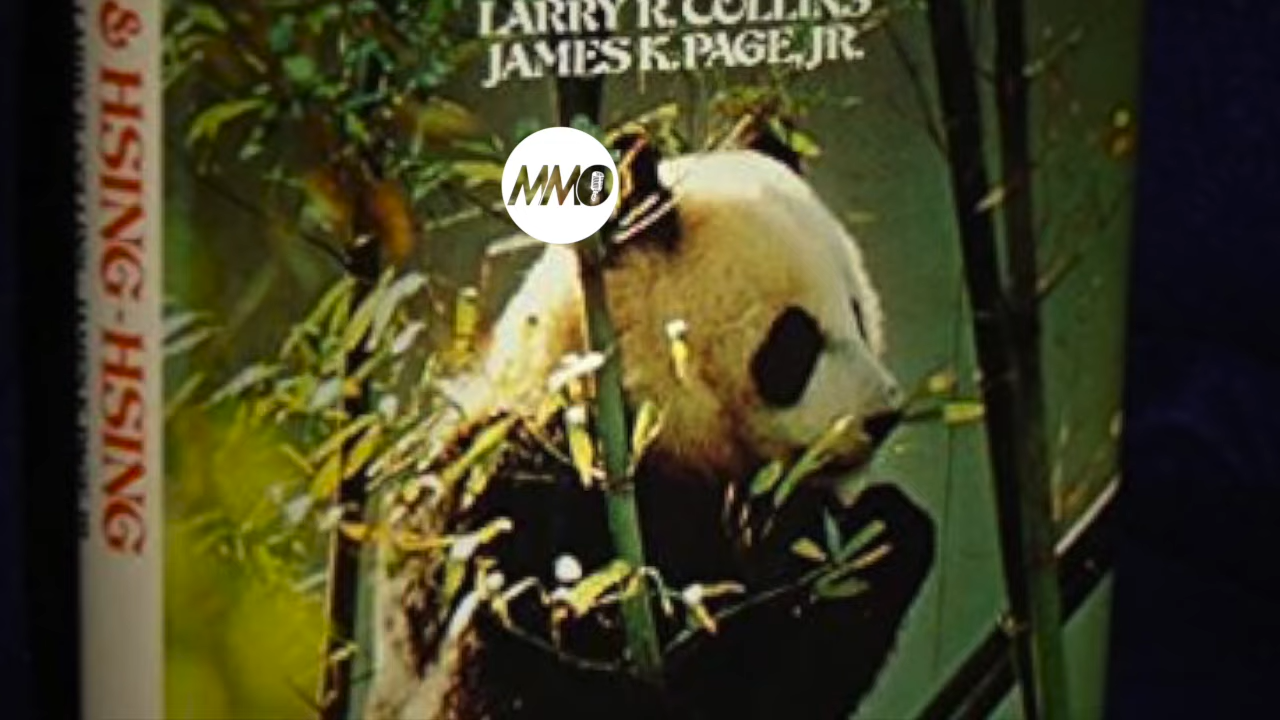 LARRY R. COLLINS
JAMES K. PAGE, JR.
& HSING-HSING
MMO